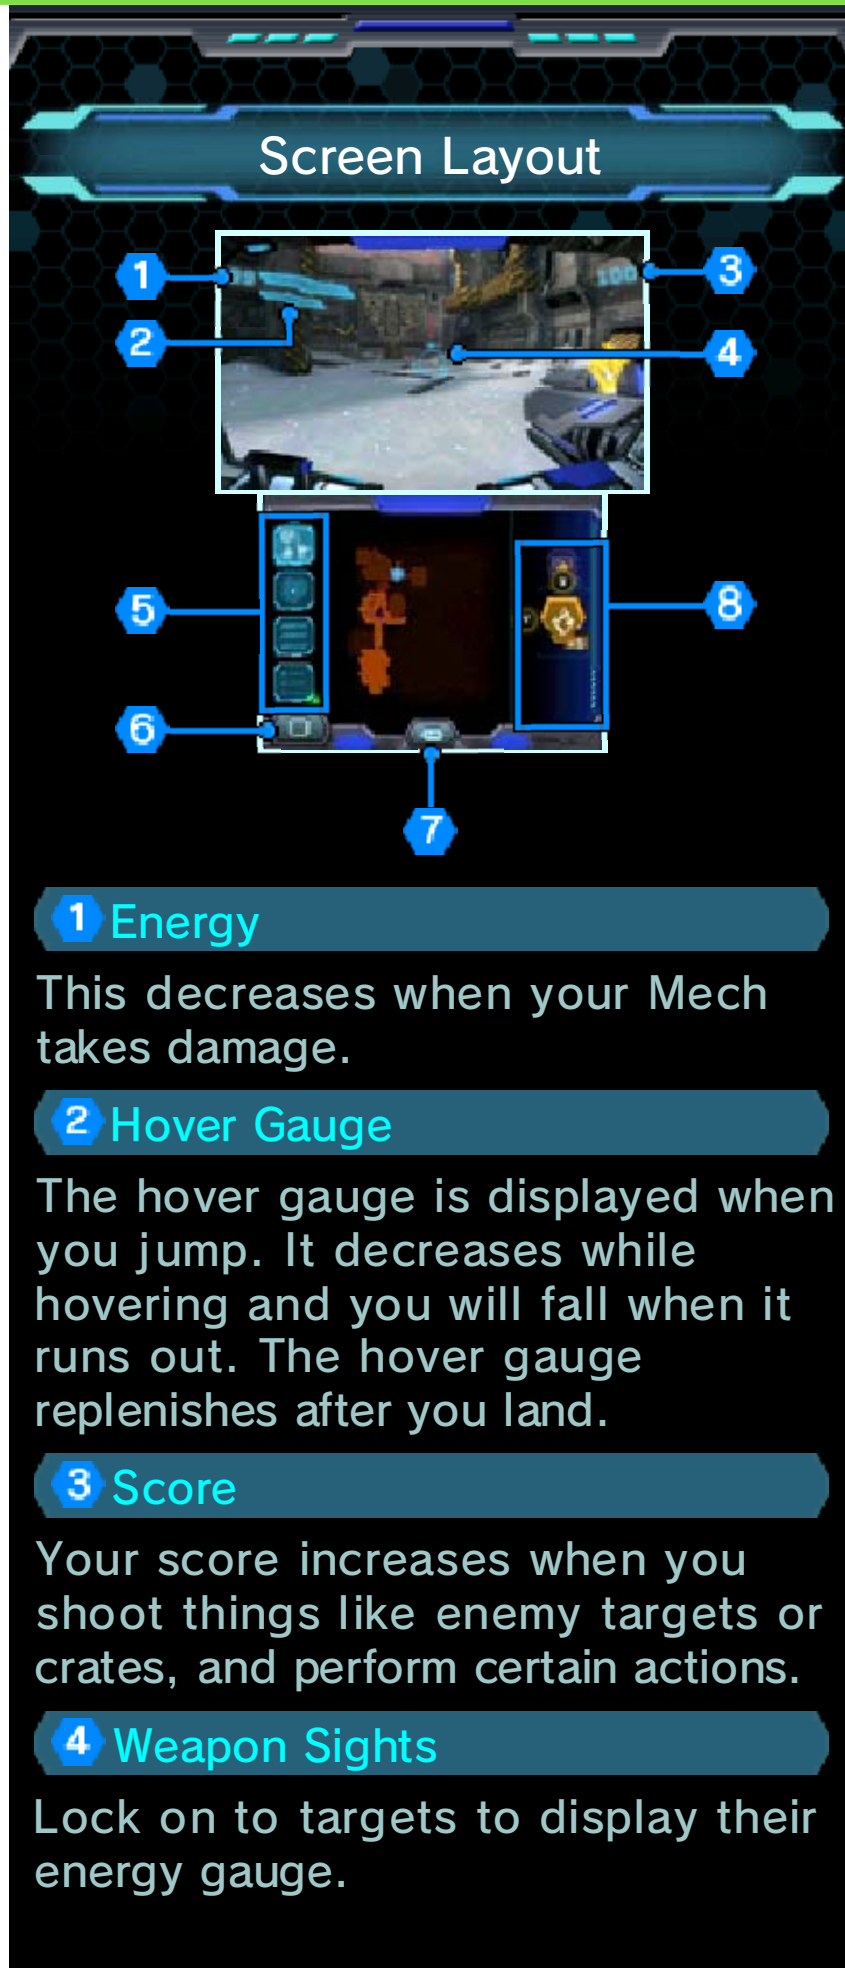 Screen Layout
1
2
3
4
100
5
6
7
8
1 Energy
This decreases when your Mech
takes damage.
2 Hover Gauge
The hover gauge is displayed when
you jump. It decreases while
hovering and you will fall when it
runs out. The hover gauge
replenishes after you land.
3 Score
Your score increases when you
shoot things like enemy targets or
crates, and perform certain actions.
4 Weapon Sights
Lock on to targets to display their
energy gauge.